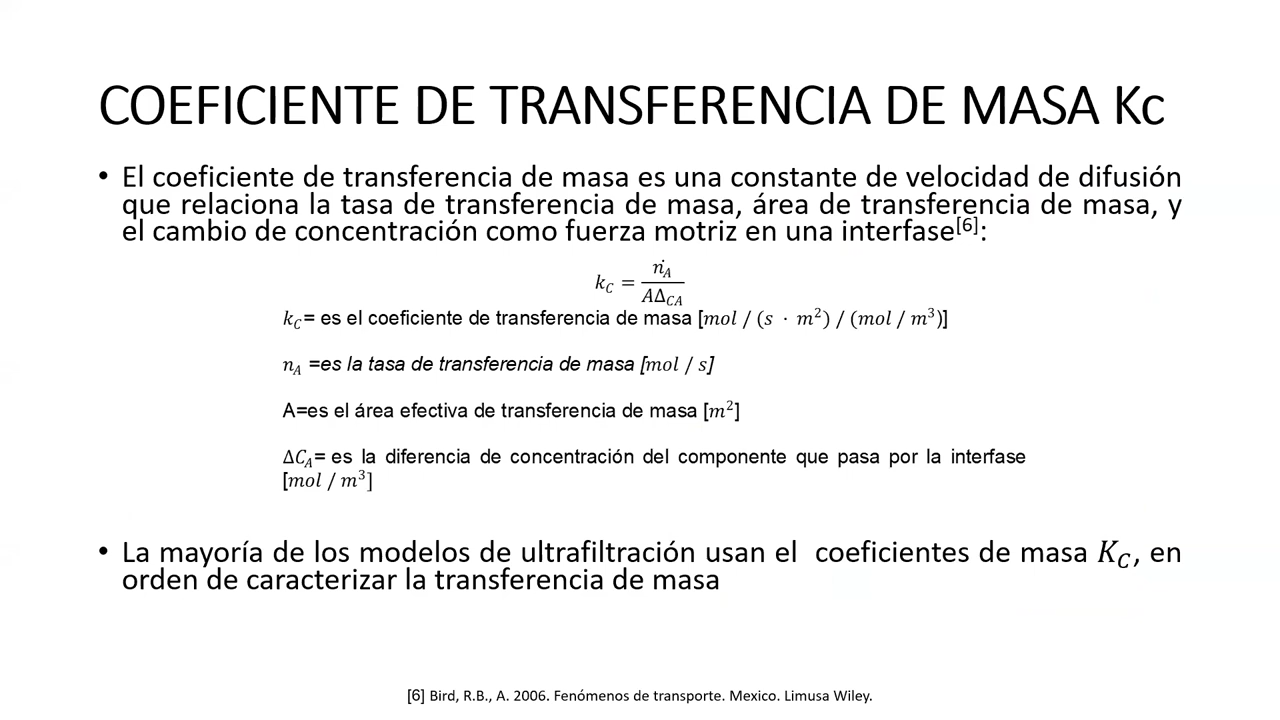 COEFICIENTE DE TRANSFERENCIA DE MASA Kc
• El coeficiente de transferencia de masa es una constante de velocidad de difusión
que relaciona la tasa de transferencia de masa, área de transferencia de masa, y
el cambio de concentración como fuerza motriz en una interfase[6]:
k_C = ṅ_A / AΔ_CA
k_C= es el coeficiente de transferencia de masa [mol / (s · m²) / (mol / m³)]
n_A =es la tasa de transferencia de masa [mol / s]
A=es el área efectiva de transferencia de masa [m²]
ΔC_A= es la diferencia de concentración del componente que pasa por la interfase
[mol / m³]
• La mayoría de los modelos de ultrafiltración usan el coeficientes de masa K_C, en
orden de caracterizar la transferencia de masa
[6] Bird, R.B., A. 2006. Fenómenos de transporte. Mexico. Limusa Wiley.